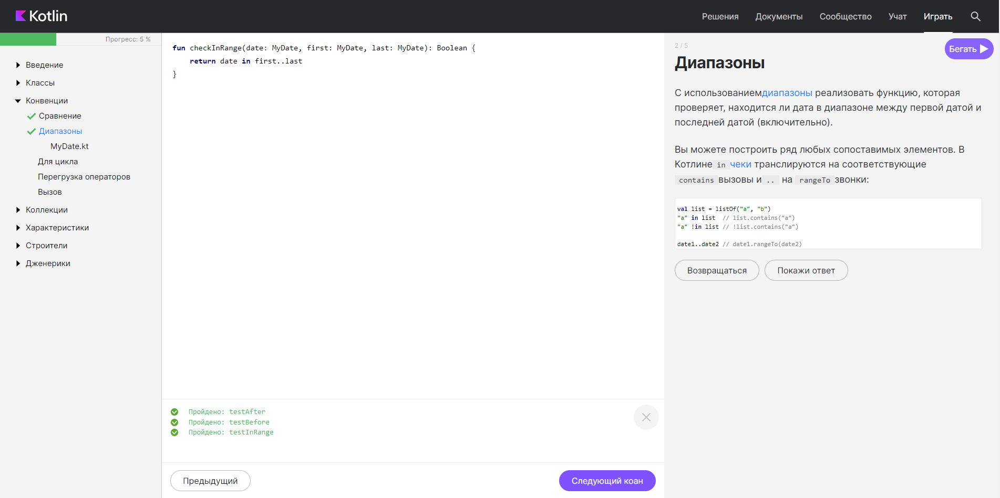 Kotlin
Решения
Документы
Сообщество
Учат
Играть
Прогресс: 5 %
Введение
Классы
Конвенции
Сравнение
Диапазоны
MyDate.kt
Для цикла
Перегрузка операторов
Вызов
Коллекции
Характеристики
Строители
Дженерики
fun checkInRange(date: MyDate, first: MyDate, last: MyDate): Boolean {
return date in first..last
}
Пройдено: testAfter
Пройдено: testBefore
Пройдено: testInRange
Предыдущий
Следующий коан
2 / 5
Бегать
Диапазоны
С использованиемдиапазоны реализовать функцию, которая
проверяет, находится ли дата в диапазоне между первой датой и
последней датой (включительно).
Вы можете построить ряд любых сопоставимых элементов. В
Котлине in чеки транслируются на соответствующие
contains вызовы и .. на rangeTo звонки:
val list = listOf("a", "b")
"a" in list // list.contains("a")
"a" !in list // !list.contains("a")
date1..date2 // date1.rangeTo(date2)
Возвращаться
Покажи ответ